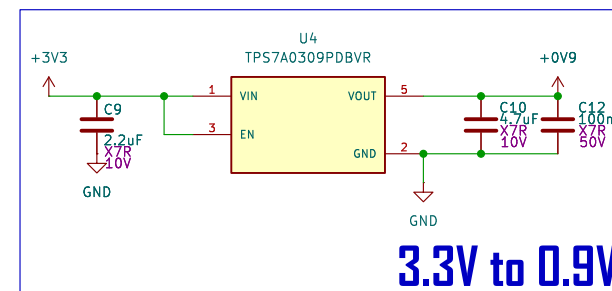 U4
TPS7A0309PDBVR
+3V3
+0V9
1 VIN
VOUT 5
C9
2.2uF
X7R
10V
GND
3 EN
GND 2
GND
C10
4.7uF
X7R
10V
C12
100n
X7R
50V
3.3V to 0.9V